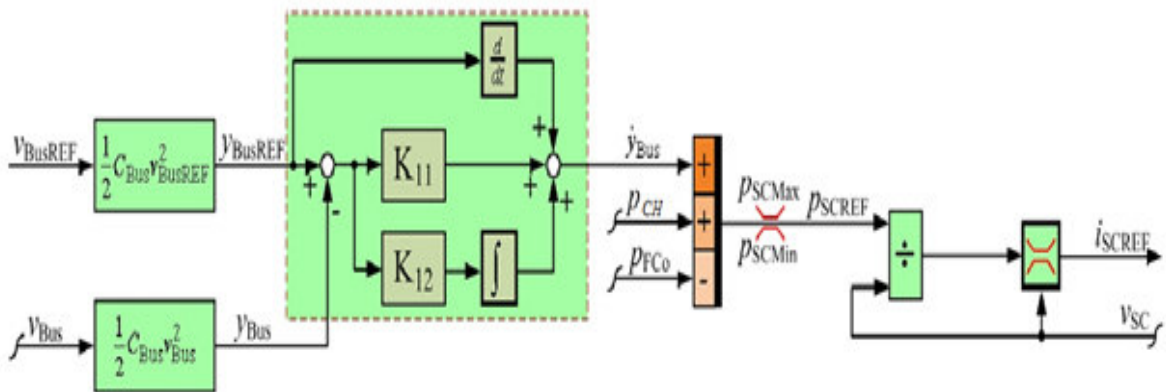 d/dt
+
v_BusREF
1/2 C_Bus v²_BusREF
y_BusREF
+
-
K₁₁
+
+
ẏ_Bus
+
p_CH
+
p_FCo
-
p_SCMax
p_SCMin
p_SCREF
÷
i_SCREF
K₁₂
∫
v_Bus
1/2 C_Bus v²_Bus
y_Bus
v_SC